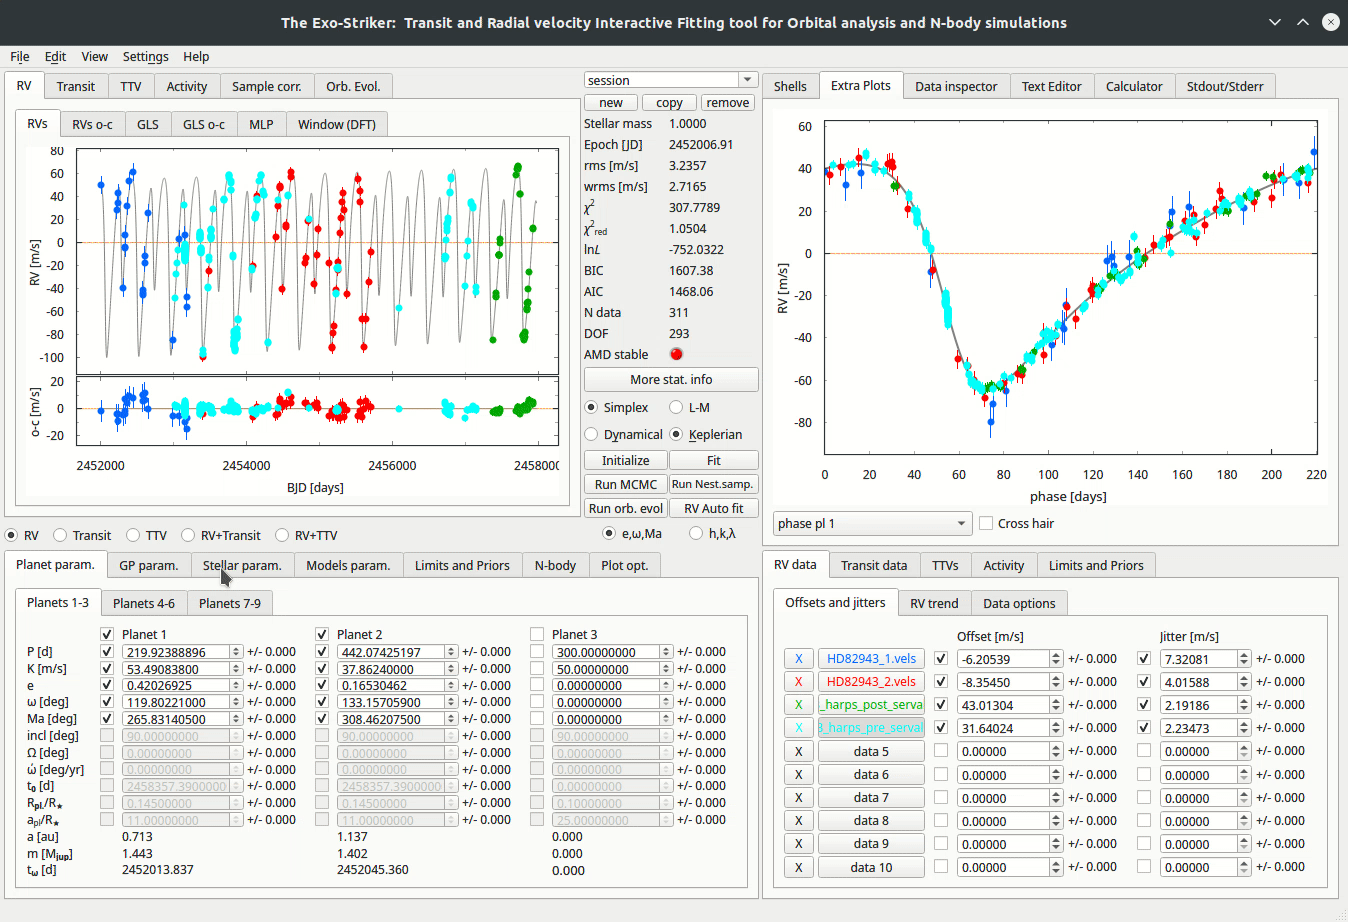 The Exo-Striker: Transit and Radial velocity Interactive Fitting tool for Orbital analysis and N-body simulations
File Edit View Settings Help
RV Transit TTV Activity Sample corr. Orb. Evol.
RVs RVs o-c GLS GLS o-c MLP Window (DFT)
80
60
40
20
0
-20
-40
-60
-80
-100
RV [m/s]
20
0
-20
o-c [m/s]
2452000 2454000 2456000 2458000
BJD [days]
session
new copy remove
Stellar mass 1.0000
Epoch [JD] 2452006.91
rms [m/s] 3.2357
wrms [m/s] 2.7165
χ2 307.7789
χ2 red 1.0504
lnL -752.0322
BIC 1607.38
AIC 1468.06
N data 311
DOF 293
AMD stable
More stat. info
Simplex L-M
Dynamical Keplerian
Initialize Fit
Run MCMC Run Nest.samp.
Run orb. evol RV Auto fit
e,ω,Ma h,k,λ
Shells Extra Plots Data inspector Text Editor Calculator Stdout/Stderr
60
40
20
0
-20
-40
-60
-80
RV [m/s]
0 20 40 60 80 100 120 140 160 180 200 220
phase [days]
phase pl 1 Cross hair
RV Transit TTV RV+Transit RV+TTV
Planet param. GP param. Stellar param. Models param. Limits and Priors N-body Plot opt.
Planets 1-3 Planets 4-6 Planets 7-9
Planet 1 Planet 2 Planet 3
P [d] 219.92388896 +/- 0.000 442.07425197 +/- 0.000 300.00000000 +/- 0.000
K [m/s] 53.49083800 +/- 0.000 37.86240000 +/- 0.000 50.00000000 +/- 0.000
e 0.42026925 +/- 0.000 0.16530462 +/- 0.000 0.00000000 +/- 0.000
ω [deg] 119.80221000 +/- 0.000 133.15705900 +/- 0.000 0.00000000 +/- 0.000
Ma [deg] 265.83140500 +/- 0.000 308.46207500 +/- 0.000 0.00000000 +/- 0.000
incl [deg] 90.00000000 +/- 0.000 90.00000000 +/- 0.000 90.00000000 +/- 0.000
Ω [deg] 0.00000000 +/- 0.000 0.00000000 +/- 0.000 0.00000000 +/- 0.000
ώ [deg/yr] 0.00000000 +/- 0.000 0.00000000 +/- 0.000 0.00000000 +/- 0.000
t0 [d] 2458357.3900000 +/- 0.000 2458357.3900000 +/- 0.000 0.00000000 +/- 0.000
Rpl./R★ 0.14500000 +/- 0.000 0.14500000 +/- 0.000 0.10000000 +/- 0.000
apl/R★ 11.00000000 +/- 0.000 11.00000000 +/- 0.000 25.00000000 +/- 0.000
a [au] 0.713 1.137 0.000
m [Mjup] 1.443 1.402 0.000
tω [d] 2452013.837 2452045.360 0.000
RV data Transit data TTVs Activity Limits and Priors
Offsets and jitters RV trend Data options
Offset [m/s] Jitter [m/s]
X HD82943_1.vels -6.20539 +/- 0.000 7.32081 +/- 0.000
X HD82943_2.vels -8.35450 +/- 0.000 4.01588 +/- 0.000
X _harps_post_serva 43.01304 +/- 0.000 2.19186 +/- 0.000
X 3_harps_pre_serval 31.64024 +/- 0.000 2.23473 +/- 0.000
X data 5 0.00000 +/- 0.000 0.00000 +/- 0.000
X data 6 0.00000 +/- 0.000 0.00000 +/- 0.000
X data 7 0.00000 +/- 0.000 0.00000 +/- 0.000
X data 8 0.00000 +/- 0.000 0.00000 +/- 0.000
X data 9 0.00000 +/- 0.000 0.00000 +/- 0.000
X data 10 0.00000 +/- 0.000 0.00000 +/- 0.000